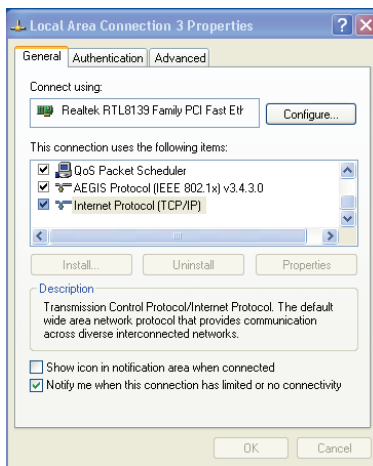 Local Area Connection 3 Properties
General Authentication Advanced
Connect using:
Realtek RTL8139 Family PCI Fast Eth
Configure...
This connection uses the following items:
QoS Packet Scheduler
AEGIS Protocol (IEEE 802.1x) v3.4.3.0
Internet Protocol (TCP/IP)
Install... Uninstall Properties
Description
Transmission Control Protocol/Internet Protocol. The default
wide area network protocol that provides communication
across diverse interconnected networks.
Show icon in notification area when connected
Notify me when this connection has limited or no connectivity
OK Cancel